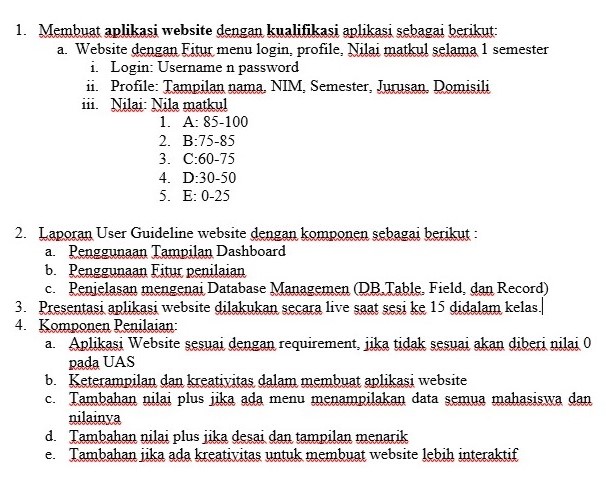 1. Membuat aplikasi website dengan kualifikasi aplikasi sebagai berikut:
a. Website dengan Fitur menu login, profile, Nilai matkul selama 1 semester
i. Login: Username n password
ii. Profile: Tampilan nama, NIM, Semester, Jurusan, Domisili
iii. Nilai: Nila matkul
1. A: 85-100
2. B:75-85
3. C:60-75
4. D:30-50
5. E: 0-25
2. Laporan User Guideline website dengan komponen sebagai berikut :
a. Penggunaan Tampilan Dashboard
b. Penggunaan Fitur penilaian
c. Penjelasan mengenai Database Managemen (DB,Table, Field, dan Record)
3. Presentasi aplikasi website dilakukan secara live saat sesi ke 15 didalam kelas.
4. Komponen Penilaian:
a. Aplikasi Website sesuai dengan requirement, jika tidak sesuai akan diberi nilai 0
pada UAS
b. Keterampilan dan kreativitas dalam membuat aplikasi website
c. Tambahan nilai plus jika ada menu menampilakan data semua mahasiswa dan
nilainya
d. Tambahan nilai plus jika desai dan tampilan menarik
e. Tambahan jika ada kreativitas untuk membuat website lebih interaktif